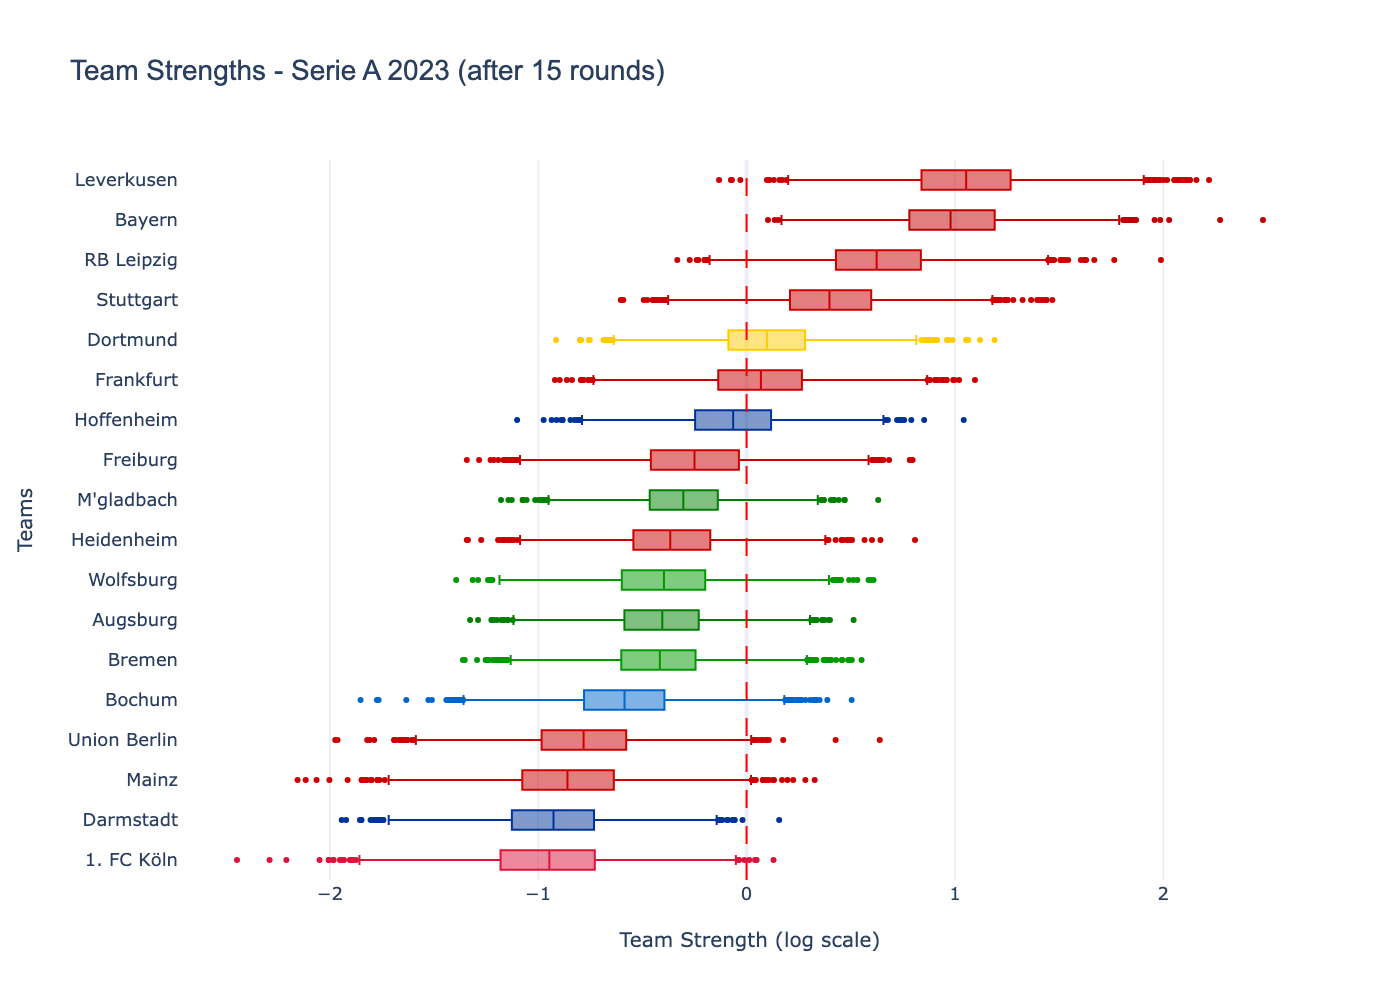 Team Strengths - Serie A 2023 (after 15 rounds)
Leverkusen
Bayern
RB Leipzig
Stuttgart
Dortmund
Frankfurt
Hoffenheim
Freiburg
M'gladbach
Heidenheim
Wolfsburg
Augsburg
Bremen
Bochum
Union Berlin
Mainz
Darmstadt
1. FC Köln
Teams
−2 −1 0 1 2
Team Strength (log scale)